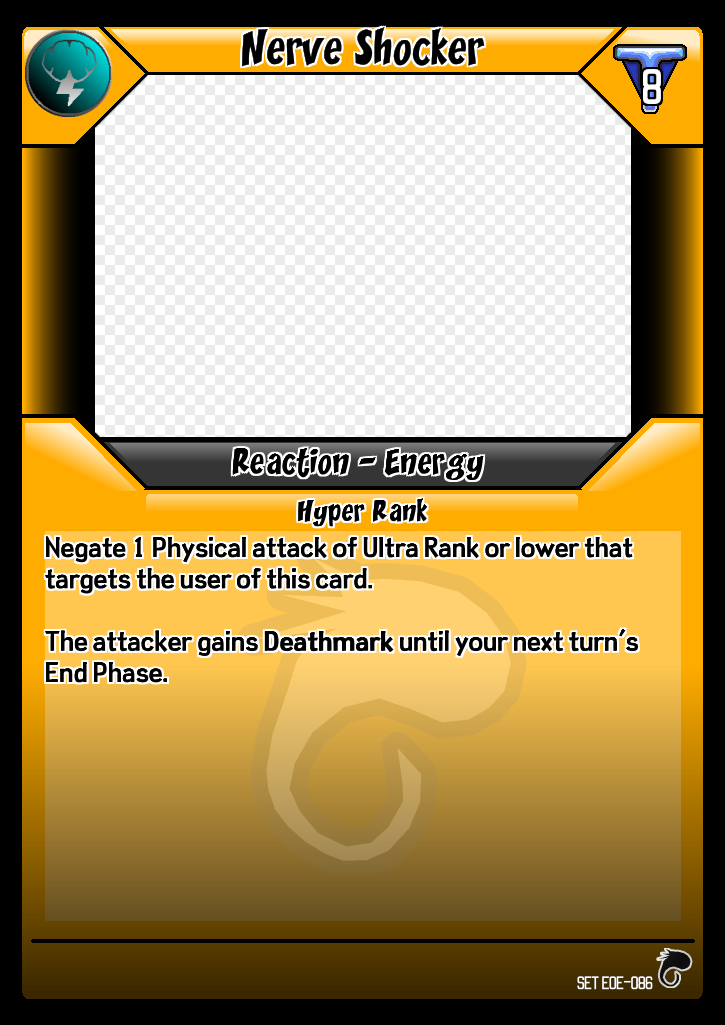 Nerve Shocker
8
Reaction - Energy
Hyper Rank
Negate 1 Physical attack of Ultra Rank or lower that
targets the user of this card.
The attacker gains Deathmark until your next turn's
End Phase.
SET EOE-086